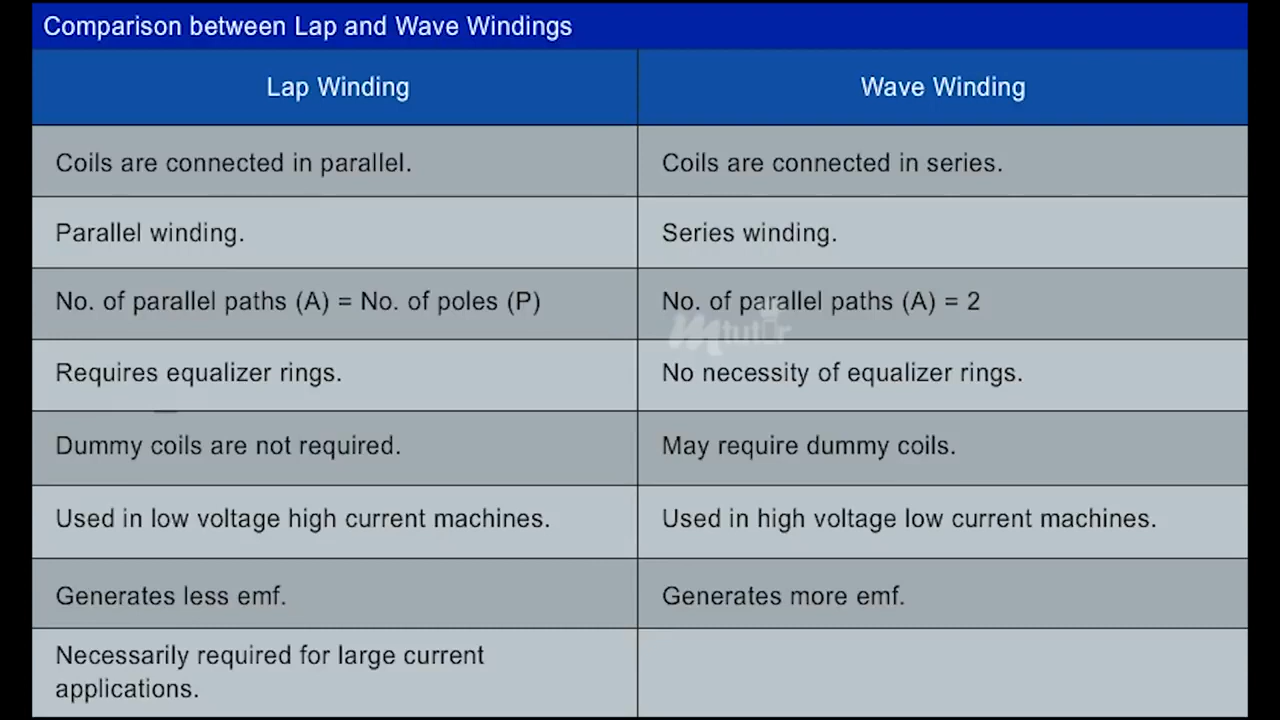 Comparison between Lap and Wave Windings
Lap Winding
Wave Winding
Coils are connected in parallel.
Coils are connected in series.
Parallel winding.
Series winding.
No. of parallel paths (A) = No. of poles (P)
No. of parallel paths (A) = 2
Requires equalizer rings.
No necessity of equalizer rings.
Dummy coils are not required.
May require dummy coils.
Used in low voltage high current machines.
Used in high voltage low current machines.
Generates less emf.
Generates more emf.
Necessarily required for large current
applications.
mtutor